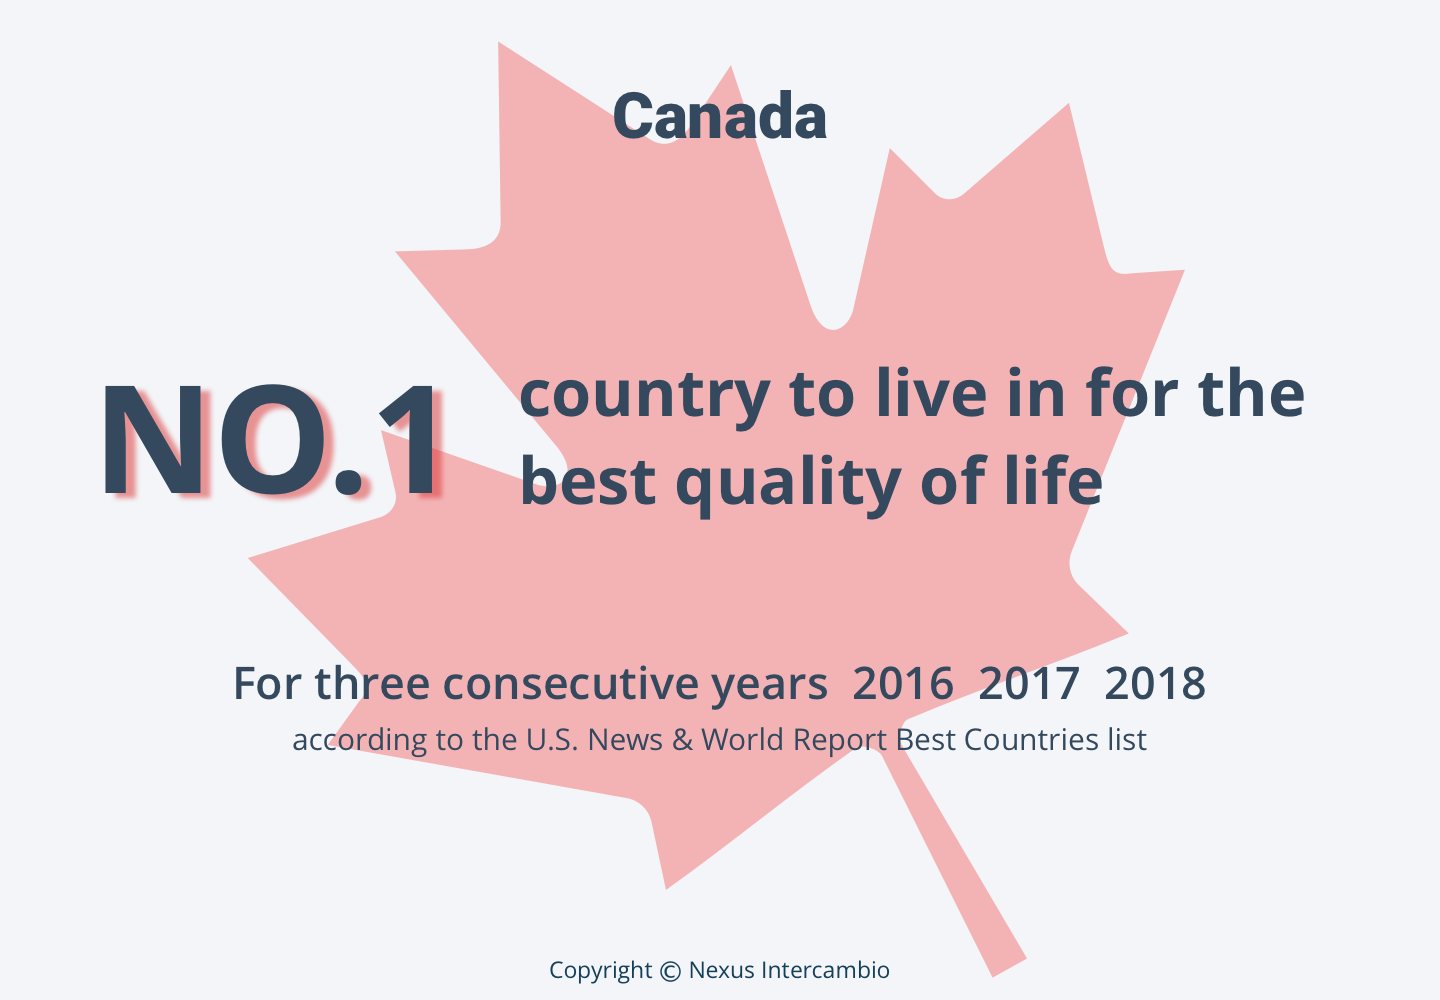 Canada
NO.1
country to live in for the
best quality of life
For three consecutive years 2016 2017 2018
according to the U.S. News & World Report Best Countries list
Copyright © Nexus Intercambio